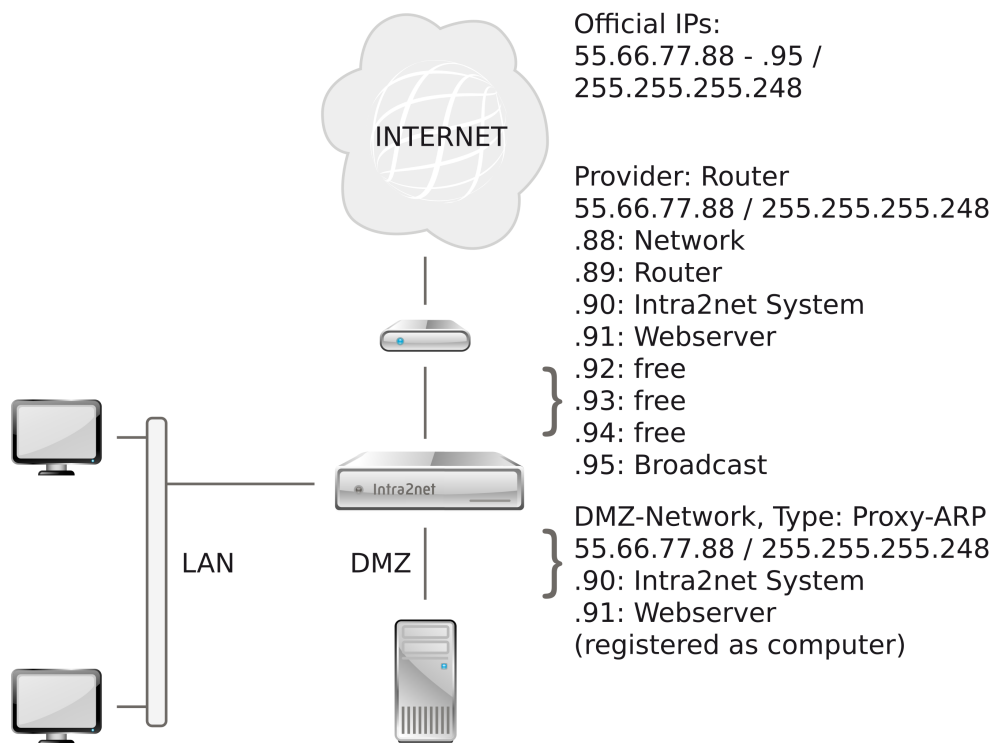 Official IPs:
55.66.77.88 - .95 /
255.255.255.248
INTERNET
Provider: Router
55.66.77.88 / 255.255.255.248
.88: Network
.89: Router
.90: Intra2net System
.91: Webserver
.92: free
.93: free
.94: free
.95: Broadcast
Intra2net
DMZ-Network, Type: Proxy-ARP
55.66.77.88 / 255.255.255.248
.90: Intra2net System
.91: Webserver
(registered as computer)
LAN
DMZ